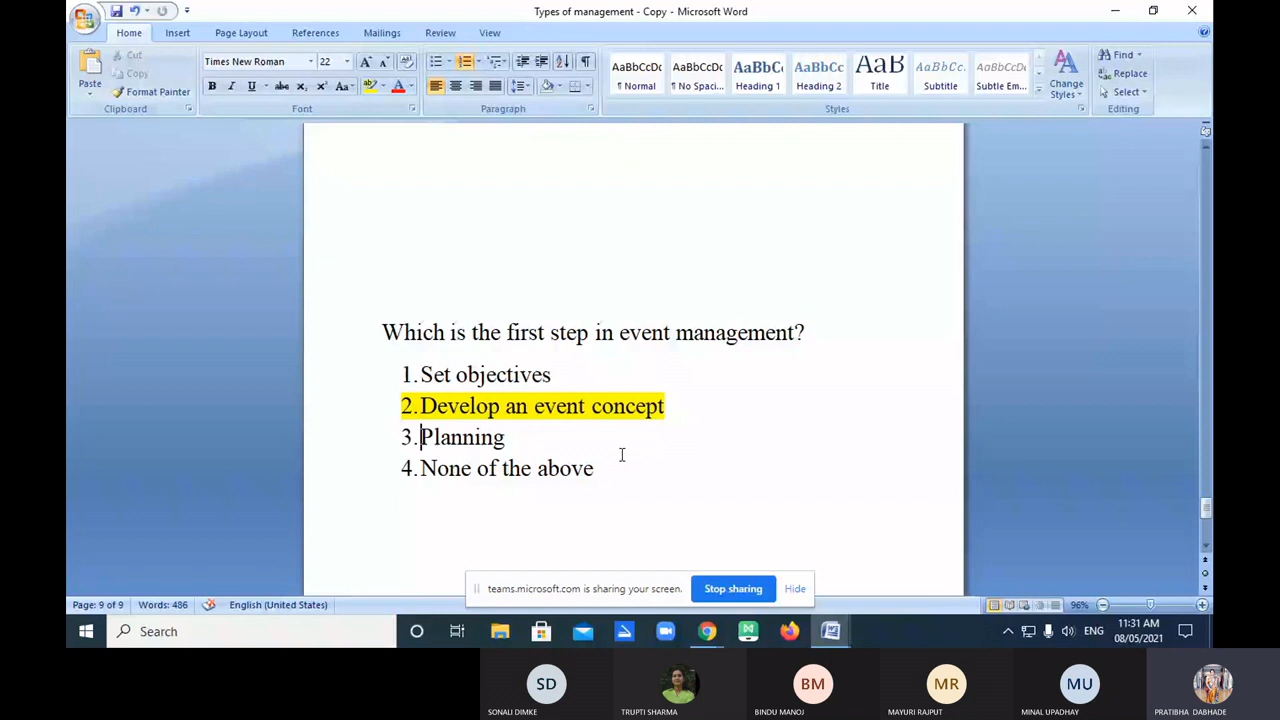 Types of management - Copy - Microsoft Word
Home Insert Page Layout References Mailings Review View
Paste
Cut
Copy
Format Painter
Clipboard
Times New Roman 22
Font
Paragraph
AaBbCcDc AaBbCcDc AaBbCc AaBbCc AaB AaBbCc. AaBbCcDc
¶ Normal ¶ No Spaci... Heading 1 Heading 2 Title Subtitle Subtle Em...
Change
Styles
Styles
Find
Replace
Select
Editing
Which is the first step in event management?
1. Set objectives
2. Develop an event concept
3. Planning
4. None of the above
teams.microsoft.com is sharing your screen. Stop sharing Hide
Page: 9 of 9 Words: 486 English (United States) 96%
Search
ENG
11:31 AM
08/05/2021
SD BM MR MU
SONALI DIMKE TRUPTI SHARMA BINDU MANOJ MAYURI RAJPUT MINAL UPADHAY PRATIBHA DABHADE